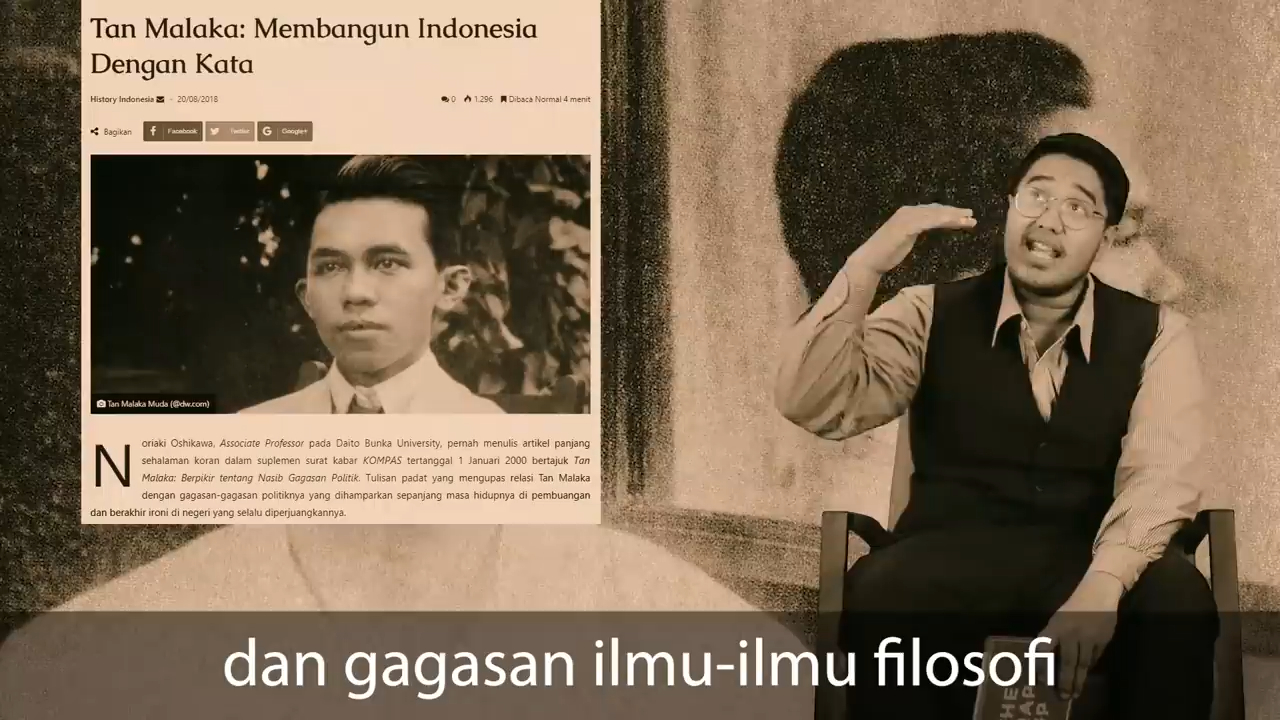 Tan Malaka: Membangun Indonesia
Dengan Kata
History Indonesia - 20/08/2018 0 1.296 Dibaca Normal 4 menit
Bagikan Facebook Twitter Google+
Tan Malaka Muda (@dw.com)
Noriaki Oshikawa, Associate Professor pada Daito Bunka University, pernah menulis artikel panjang
sehalaman koran dalam suplemen surat kabar KOMPAS tertanggal 1 Januari 2000 bertajuk Tan
Malaka: Berpikir tentang Nasib Gagasan Politik. Tulisan padat yang mengupas relasi Tan Malaka
dengan gagasan-gagasan politiknya yang dihamparkan sepanjang masa hidupnya di pembuangan
dan berakhir ironi di negeri yang selalu diperjuangkannya.
dan gagasan ilmu-ilmu filosofi